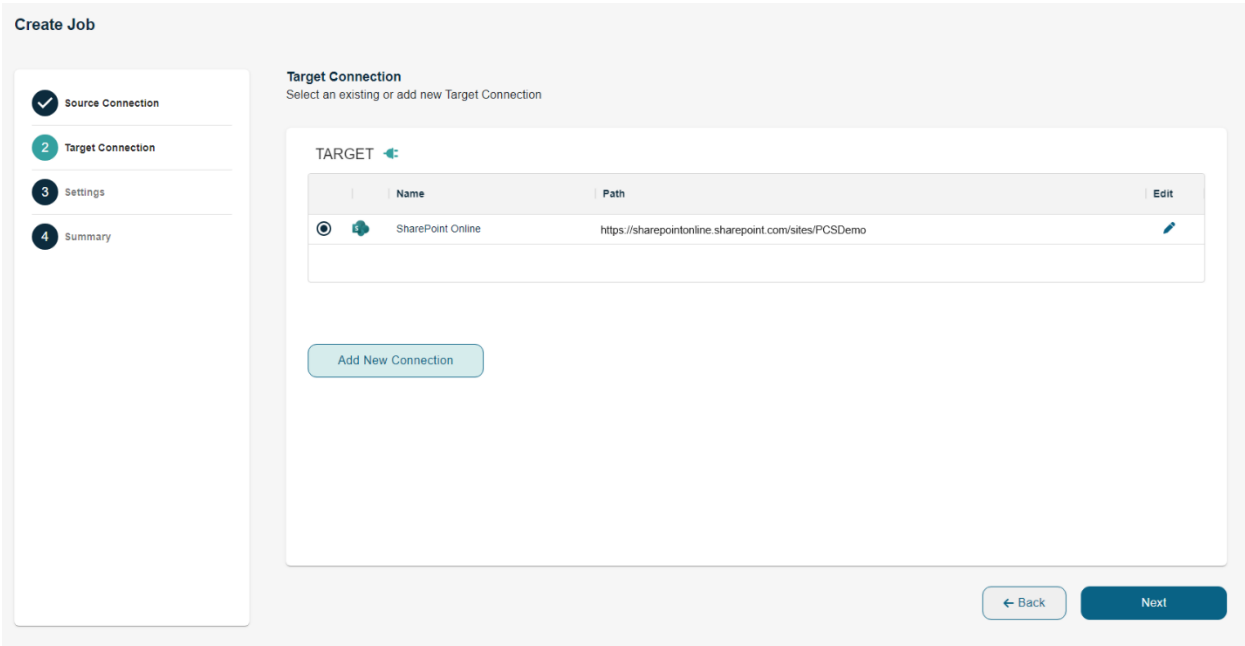 Create Job
Source Connection
2 Target Connection
3 Settings
4 Summary
Target Connection
Select an existing or add new Target Connection
TARGET
Name Path Edit
SharePoint Online https://sharepointonline.sharepoint.com/sites/PCSDemo
Add New Connection
← Back Next